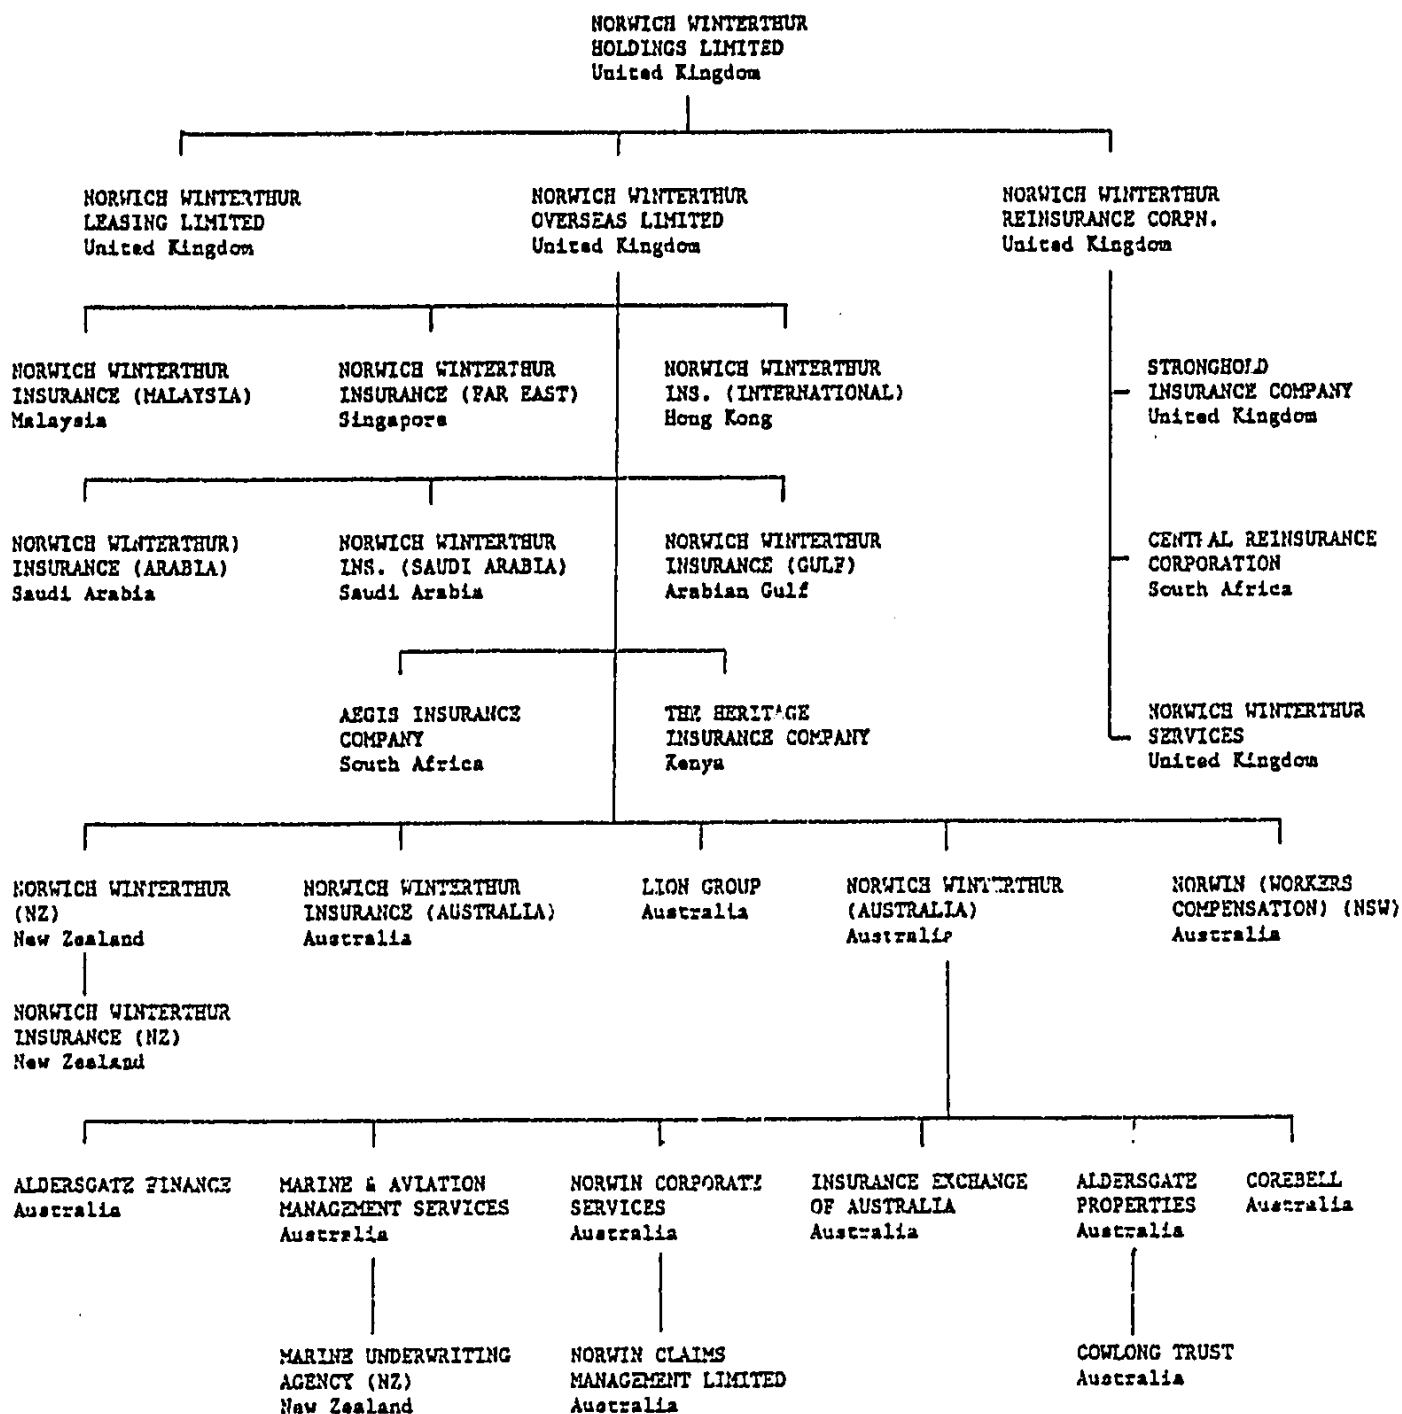 NORWICH WINTERTHUR
HOLDINGS LIMITED
United Kingdom
NORWICH WINTERTHUR
LEASING LIMITED
United Kingdom
NORWICH WINTERTHUR
OVERSEAS LIMITED
United Kingdom
NORWICH WINTERTHUR
REINSURANCE CORPN.
United Kingdom
NORWICH WINTERTHUR
INSURANCE (MALAYSIA)
Malaysia
NORWICH WINTERTHUR
INSURANCE (FAR EAST)
Singapore
NORWICH WINTERTHUR
INS. (INTERNATIONAL)
Hong Kong
STRONGHOLD
INSURANCE COMPANY
United Kingdom
NORWICH WINTERTHUR)
INSURANCE (ARABIA)
Saudi Arabia
NORWICH WINTERTHUR
INS. (SAUDI ARABIA)
Saudi Arabia
NORWICH WINTERTHUR
INSURANCE (GULF)
Arabian Gulf
CENTRAL REINSURANCE
CORPORATION
South Africa
AEGIS INSURANCE
COMPANY
South Africa
THE HERITAGE
INSURANCE COMPANY
Kenya
NORWICH WINTERTHUR
SERVICES
United Kingdom
NORWICH WINTERTHUR
(NZ)
New Zealand
NORWICH WINTERTHUR
INSURANCE (AUSTRALIA)
Australia
LION GROUP
Australia
NORWICH WINTERTHUR
(AUSTRALIA)
Australia
NORWIN (WORKERS
COMPENSATION) (NSW)
Australia
NORWICH WINTERTHUR
INSURANCE (NZ)
New Zealand
ALDERSGATE FINANCE
Australia
MARINE & AVIATION
MANAGEMENT SERVICES
Australia
NORWIN CORPORATE
SERVICES
Australia
INSURANCE EXCHANGE
OF AUSTRALIA
Australia
ALDERSGATE
PROPERTIES
Australia
COREBELL
Australia
MARINE UNDERWRITING
AGENCY (NZ)
New Zealand
NORWIN CLAIMS
MANAGEMENT LIMITED
Australia
COWLONG TRUST
Australia